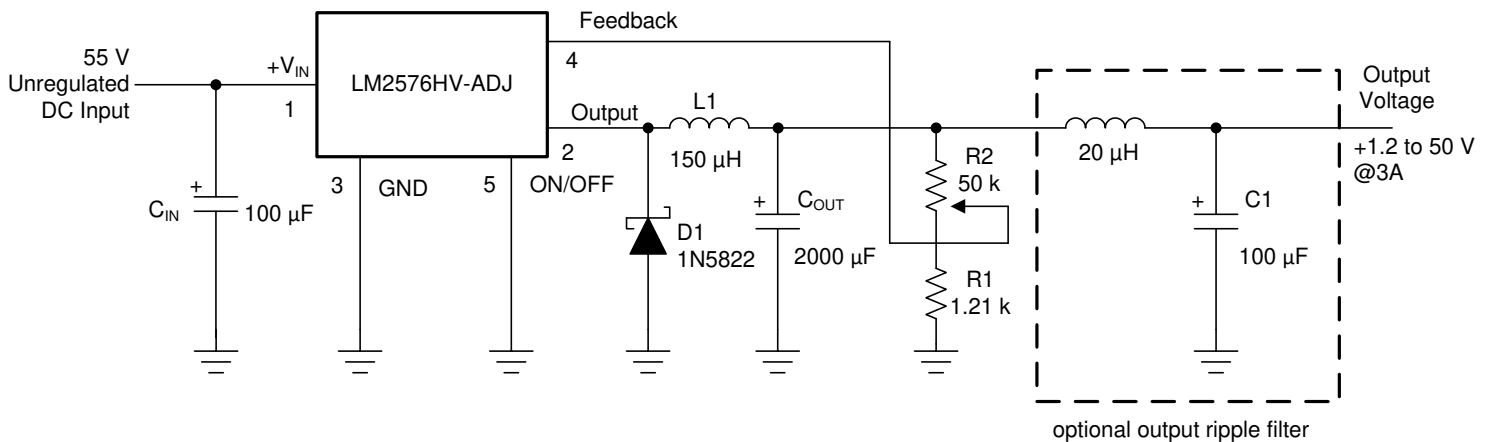 Feedback
4
55 V
Unregulated
DC Input
+VIN
1
LM2576HV-ADJ
Output
2
L1
150 µH
3
GND
5
ON/OFF
+
CIN
100 µF
D1
1N5822
+
COUT
2000 µF
R2
50 k
R1
1.21 k
20 µH
+
C1
100 µF
Output
Voltage
+1.2 to 50 V
@3A
optional output ripple filter